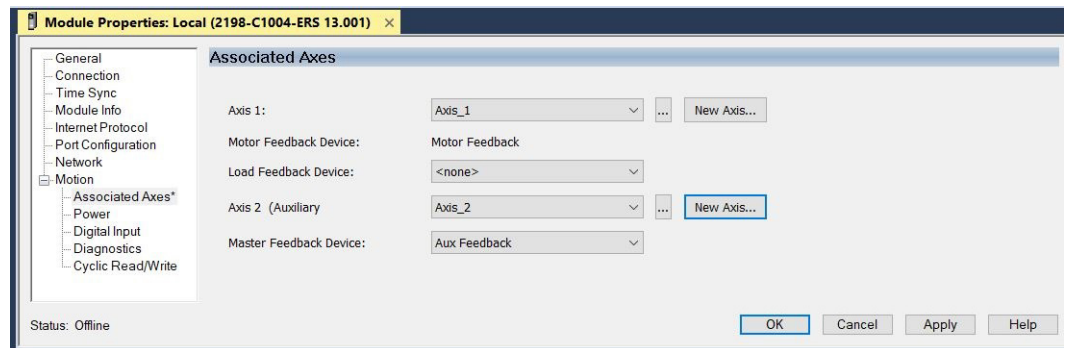 Module Properties: Local (2198-C1004-ERS 13.001) ×
General
Connection
Time Sync
Module Info
Internet Protocol
Port Configuration
Network
Motion
Associated Axes*
Power
Digital Input
Diagnostics
Cyclic Read/Write
Associated Axes
Axis 1: Axis_1 ... New Axis...
Motor Feedback Device: Motor Feedback
Load Feedback Device: <none>
Axis 2 (Auxiliary Axis_2 ... New Axis...
Master Feedback Device: Aux Feedback
Status: Offline OK Cancel Apply Help